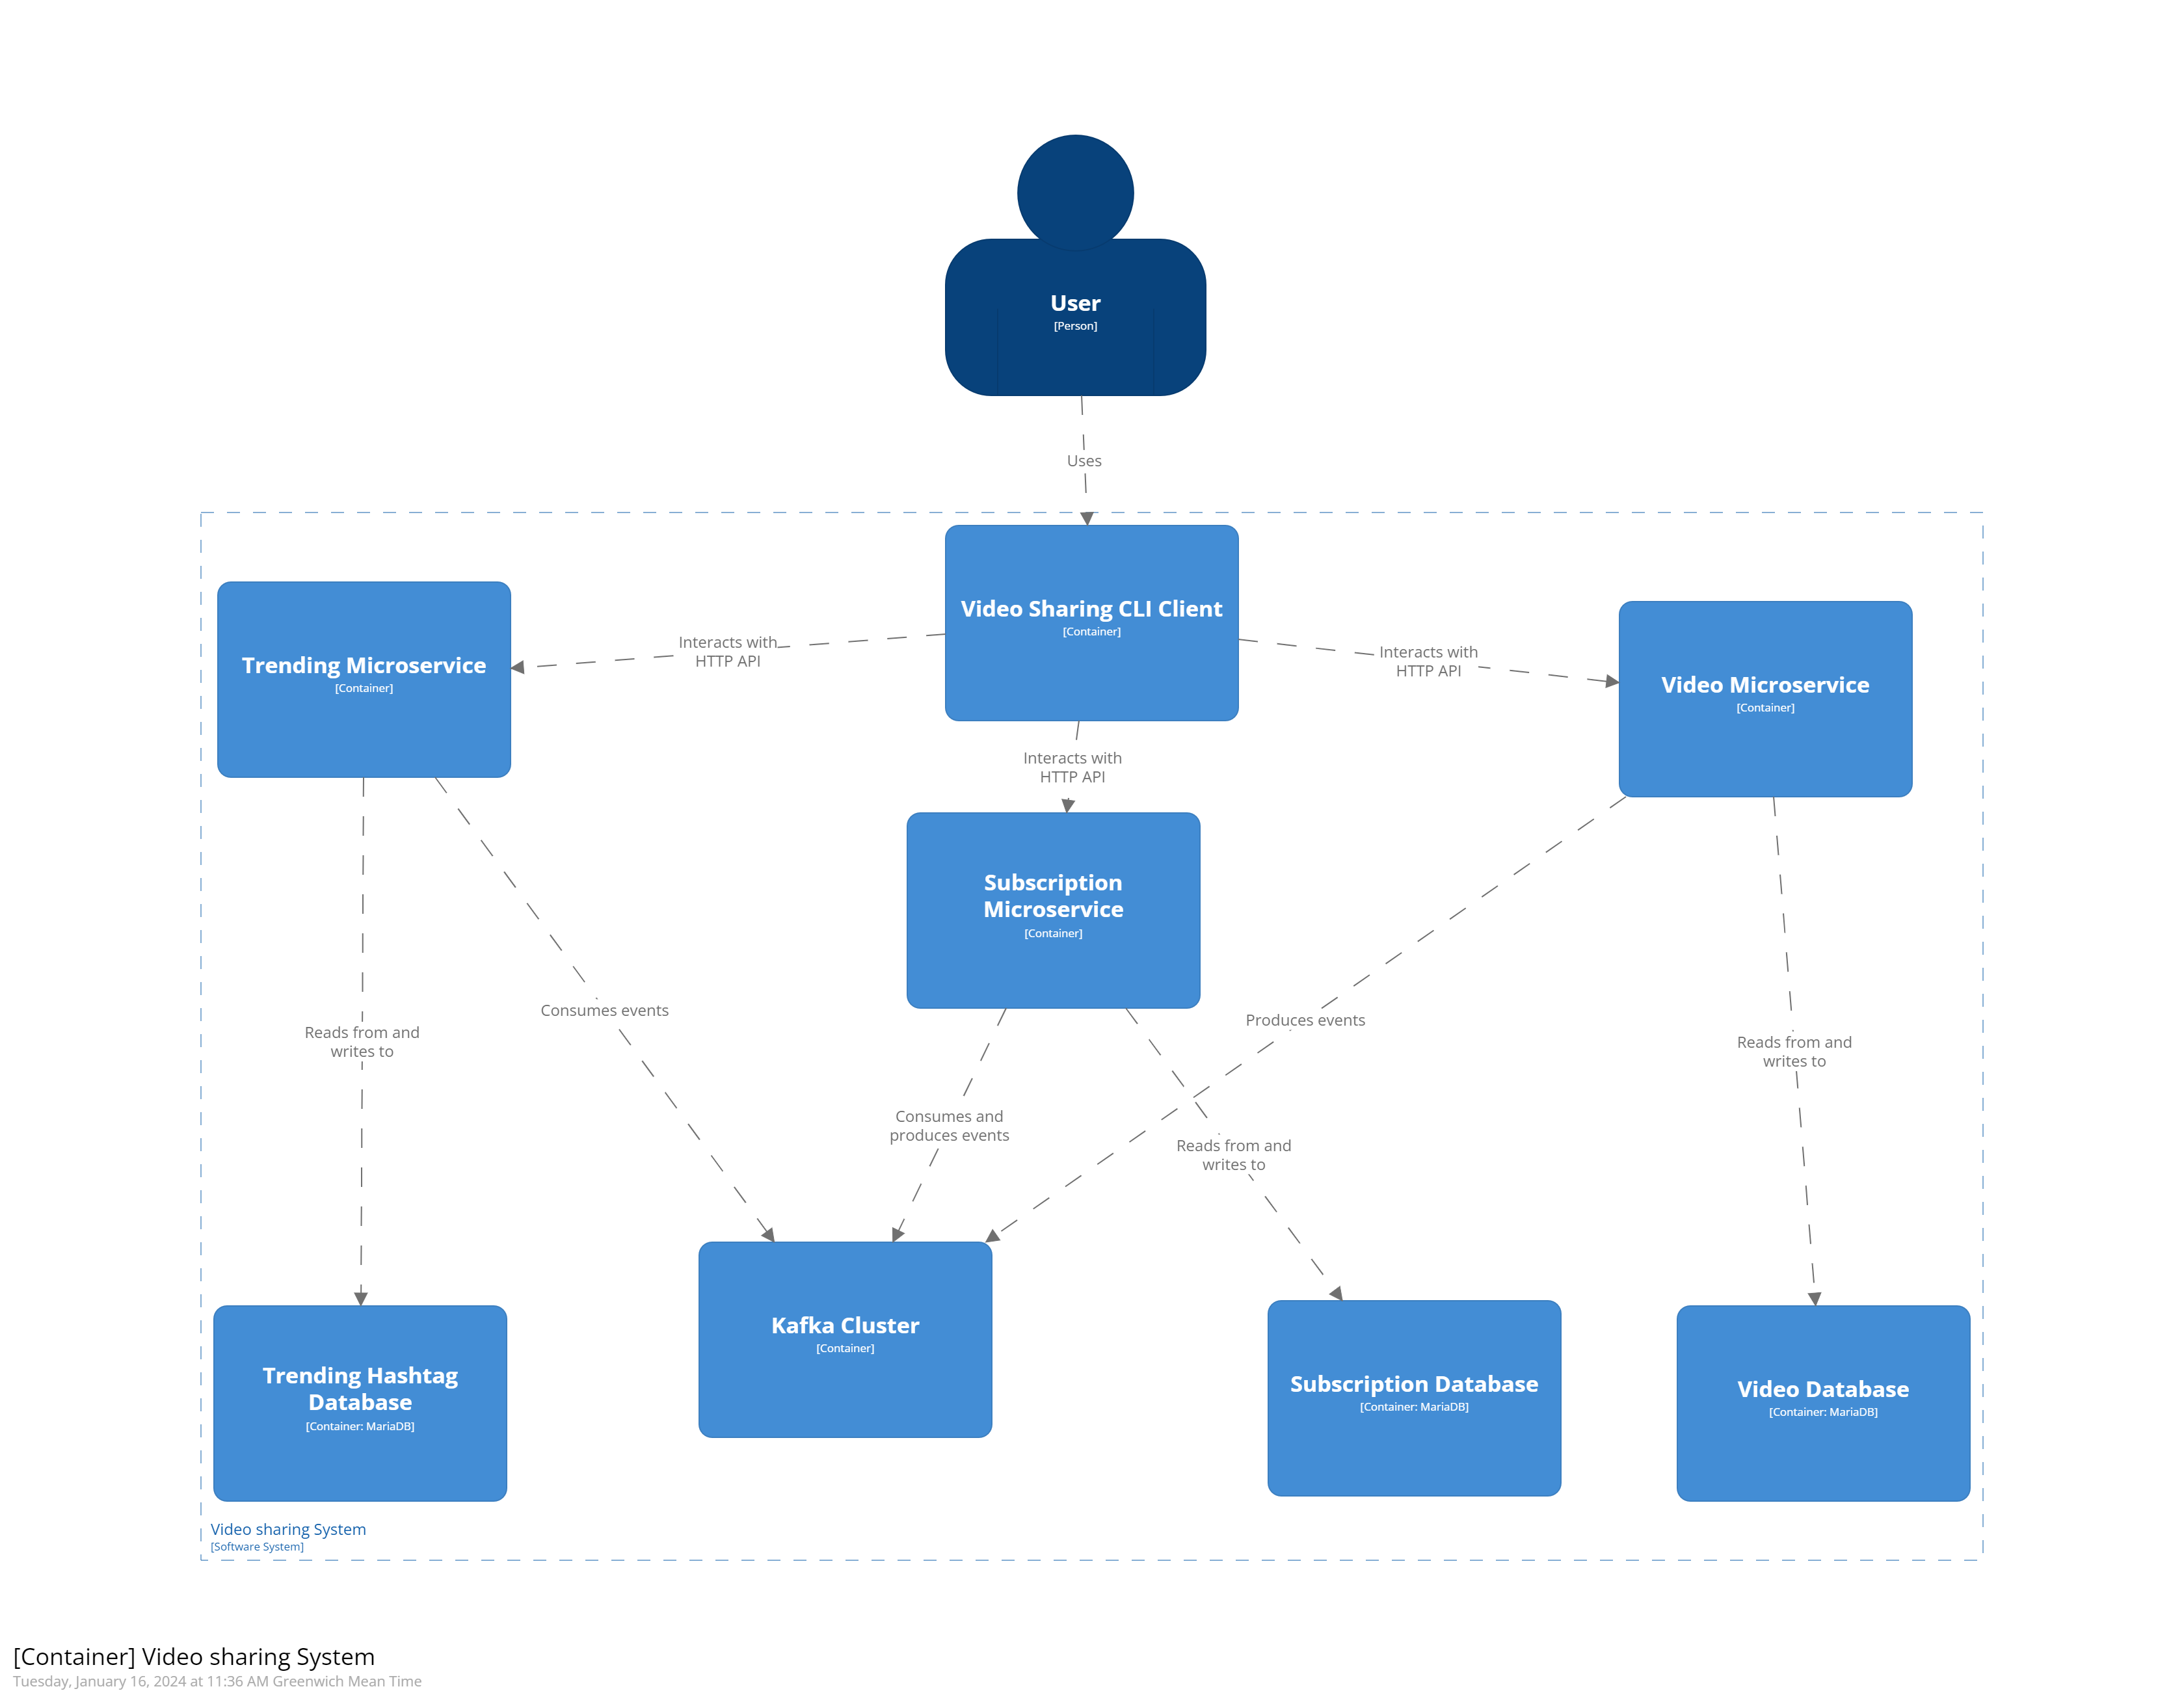 User
[Person]
Uses
Video Sharing CLI Client
[Container]
Interacts with
HTTP API
Trending Microservice
[Container]
Interacts with
HTTP API
Video Microservice
[Container]
Interacts with
HTTP API
Subscription
Microservice
[Container]
Consumes events
Produces events
Reads from and
writes to
Reads from and
writes to
Consumes and
produces events
Reads from and
writes to
Kafka Cluster
[Container]
Trending Hashtag
Database
[Container: MariaDB]
Subscription Database
[Container: MariaDB]
Video Database
[Container: MariaDB]
Video sharing System
[Software System]
[Container] Video sharing System
Tuesday, January 16, 2024 at 11:36 AM Greenwich Mean Time